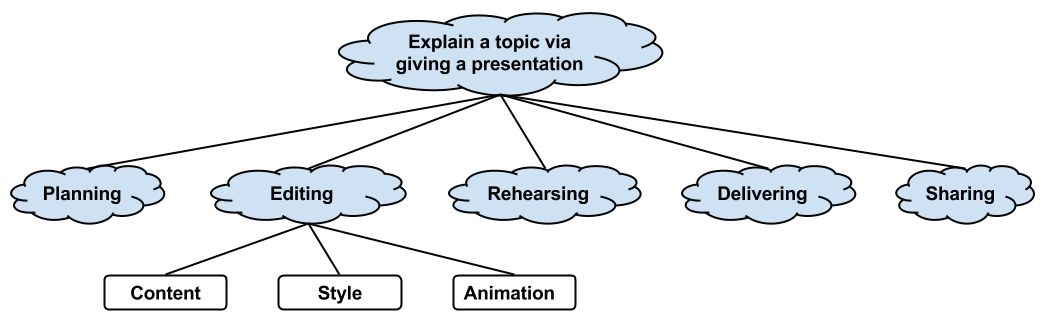 Explain a topic via
giving a presentation
Planning
Editing
Rehearsing
Delivering
Sharing
Content
Style
Animation